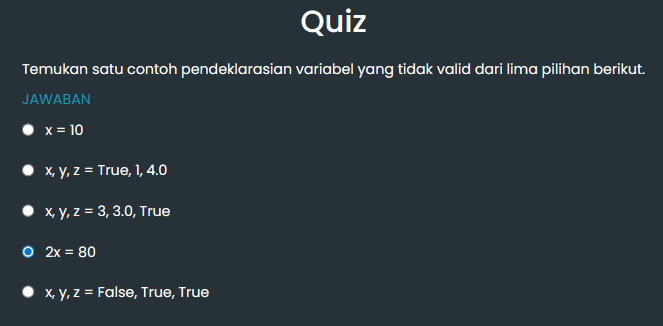 Quiz
Temukan satu contoh pendeklarasian variabel yang tidak valid dari lima pilihan berikut.
JAWABAN
x = 10
x, y, z = True, 1, 4.0
x, y, z = 3, 3.0, True
2x = 80
x, y, z = False, True, True